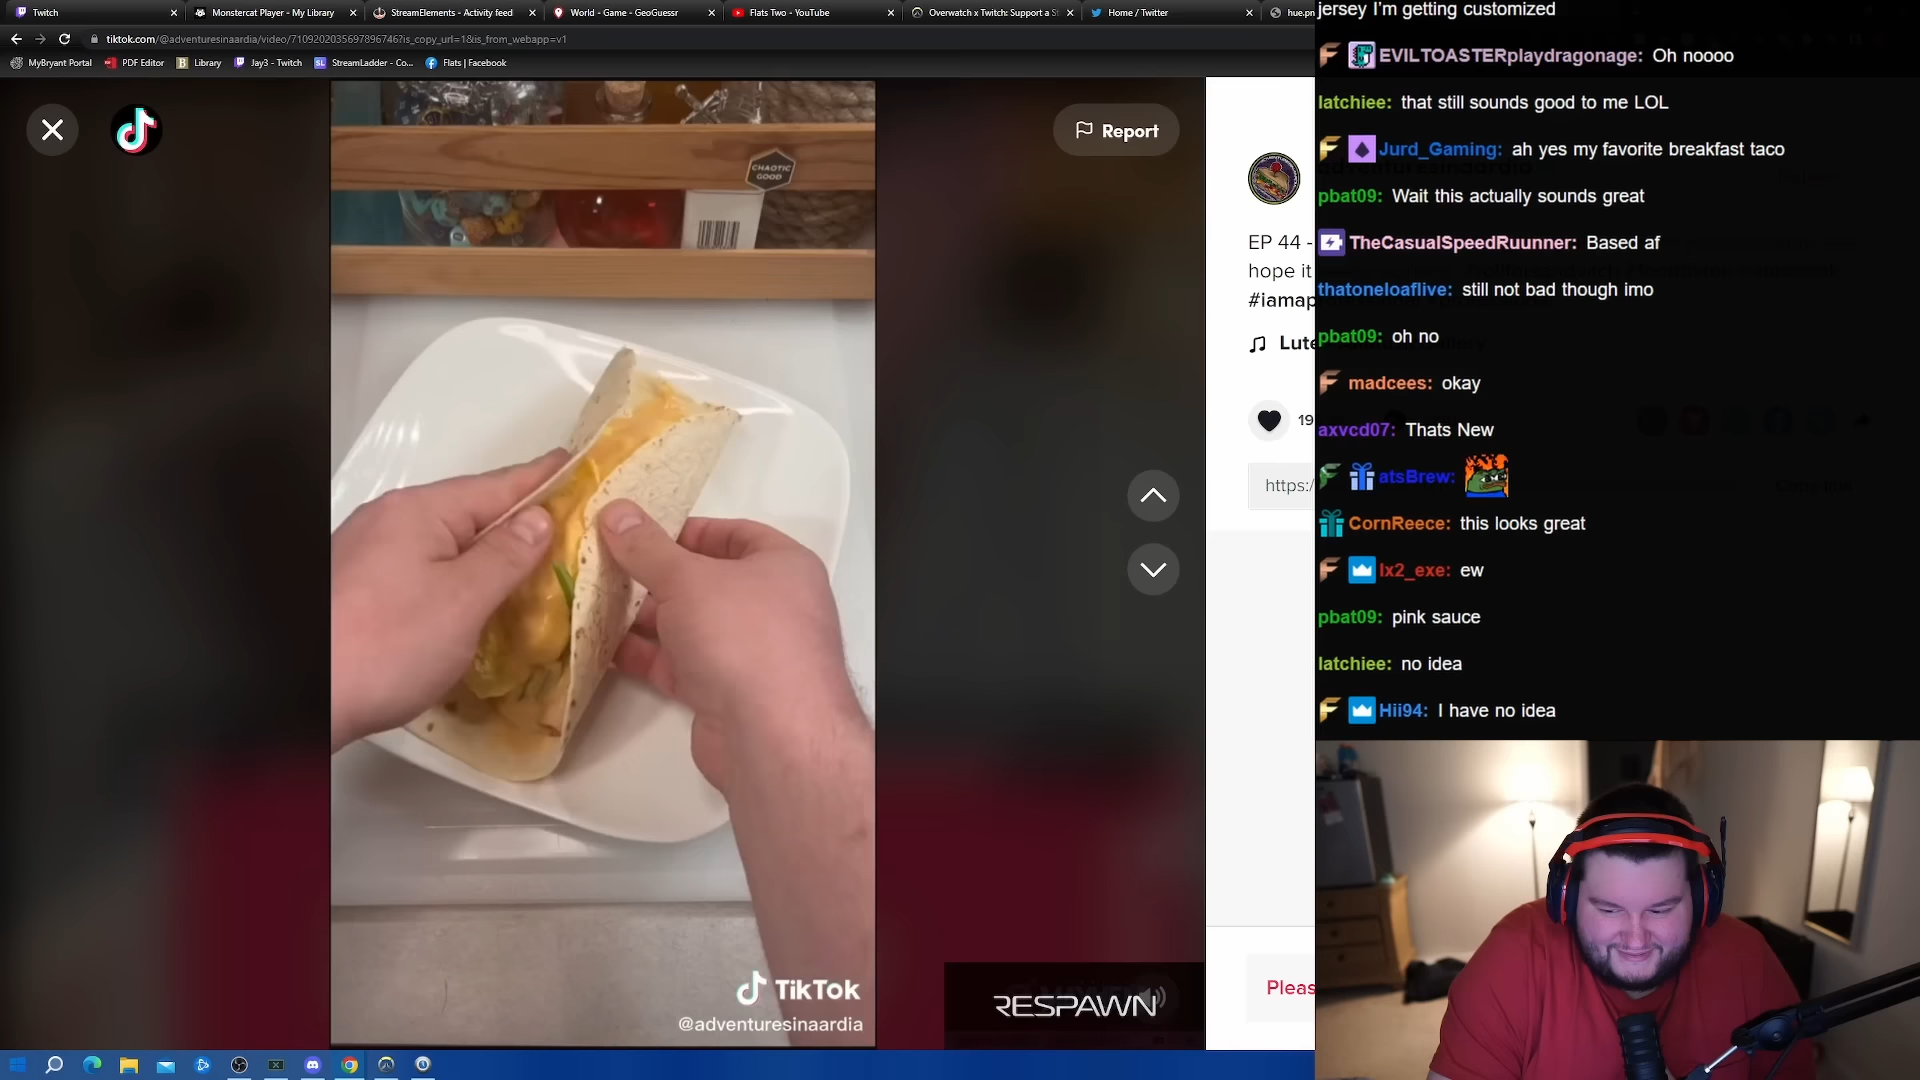 Twitch
Monstercat Player - My Library
StreamElements - Activity feed
World - Game - GeoGuessr
Flats Two - YouTube
Overwatch x Twitch: Support a S
Home / Twitter
hue.pn
tiktok.com/@adventuresinaardia/video/7109202035697896746?is_copy_url=1&is_from_webapp=v1
MyBryant Portal
PDF Editor
Library
Jay3 - Twitch
StreamLadder - Co...
Flats | Facebook
Report
CHAOTIC GOOD
EP 44 -
hope it
#iamap
Lute
19
https:/
Pleas
RESPAWN
TikTok
@adventuresinaardia
jersey I'm getting customized
EVILTOASTERplaydragonage: Oh noooo
latchiee: that still sounds good to me LOL
Jurd_Gaming: ah yes my favorite breakfast taco
pbat09: Wait this actually sounds great
TheCasualSpeedRuunner: Based af
thatoneloaflive: still not bad though imo
pbat09: oh no
madcees: okay
axvcd07: Thats New
atsBrew:
CornReece: this looks great
lx2_exe: ew
pbat09: pink sauce
latchiee: no idea
Hii94: I have no idea